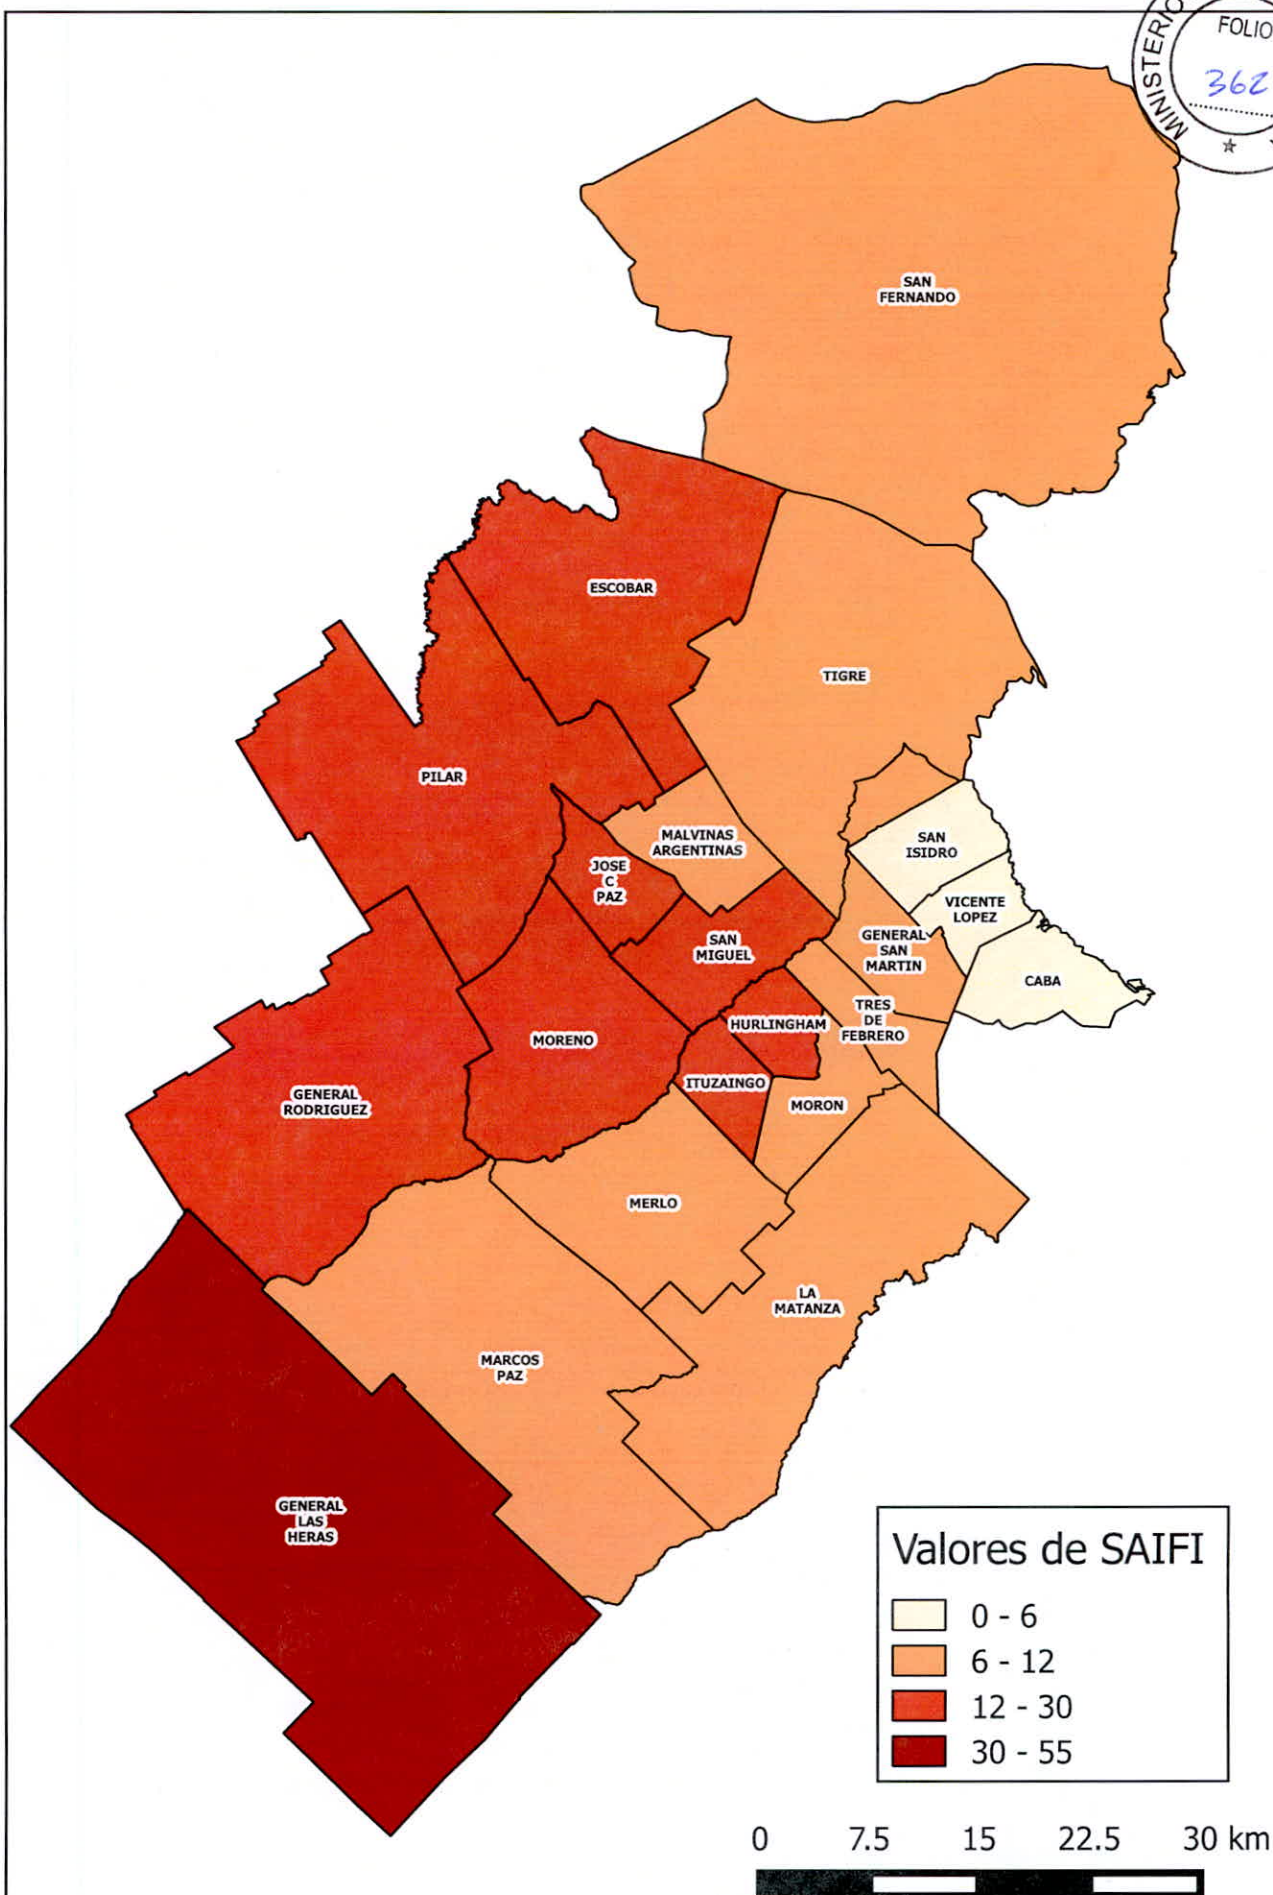 MINISTERIO
FOLIO
362
SAN
FERNANDO
ESCOBAR
TIGRE
PILAR
MALVINAS
ARGENTINAS
SAN
ISIDRO
JOSE
C
PAZ
VICENTE
LOPEZ
SAN
MIGUEL
GENERAL
SAN
MARTIN
CABA
TRES
DE
FEBRERO
HURLINGHAM
MORENO
ITUZAINGO
GENERAL
RODRIGUEZ
MORON
MERLO
LA
MATANZA
MARCOS
PAZ
GENERAL
LAS
HERAS
Valores de SAIFI
0 - 6
6 - 12
12 - 30
30 - 55
0 7.5 15 22.5 30 km